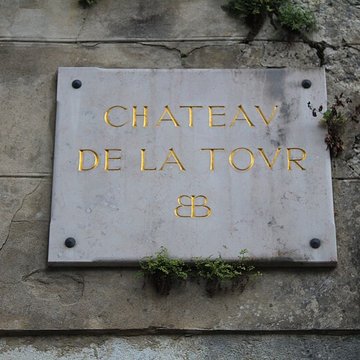 CHATEAV
DE LA TOVR
BB